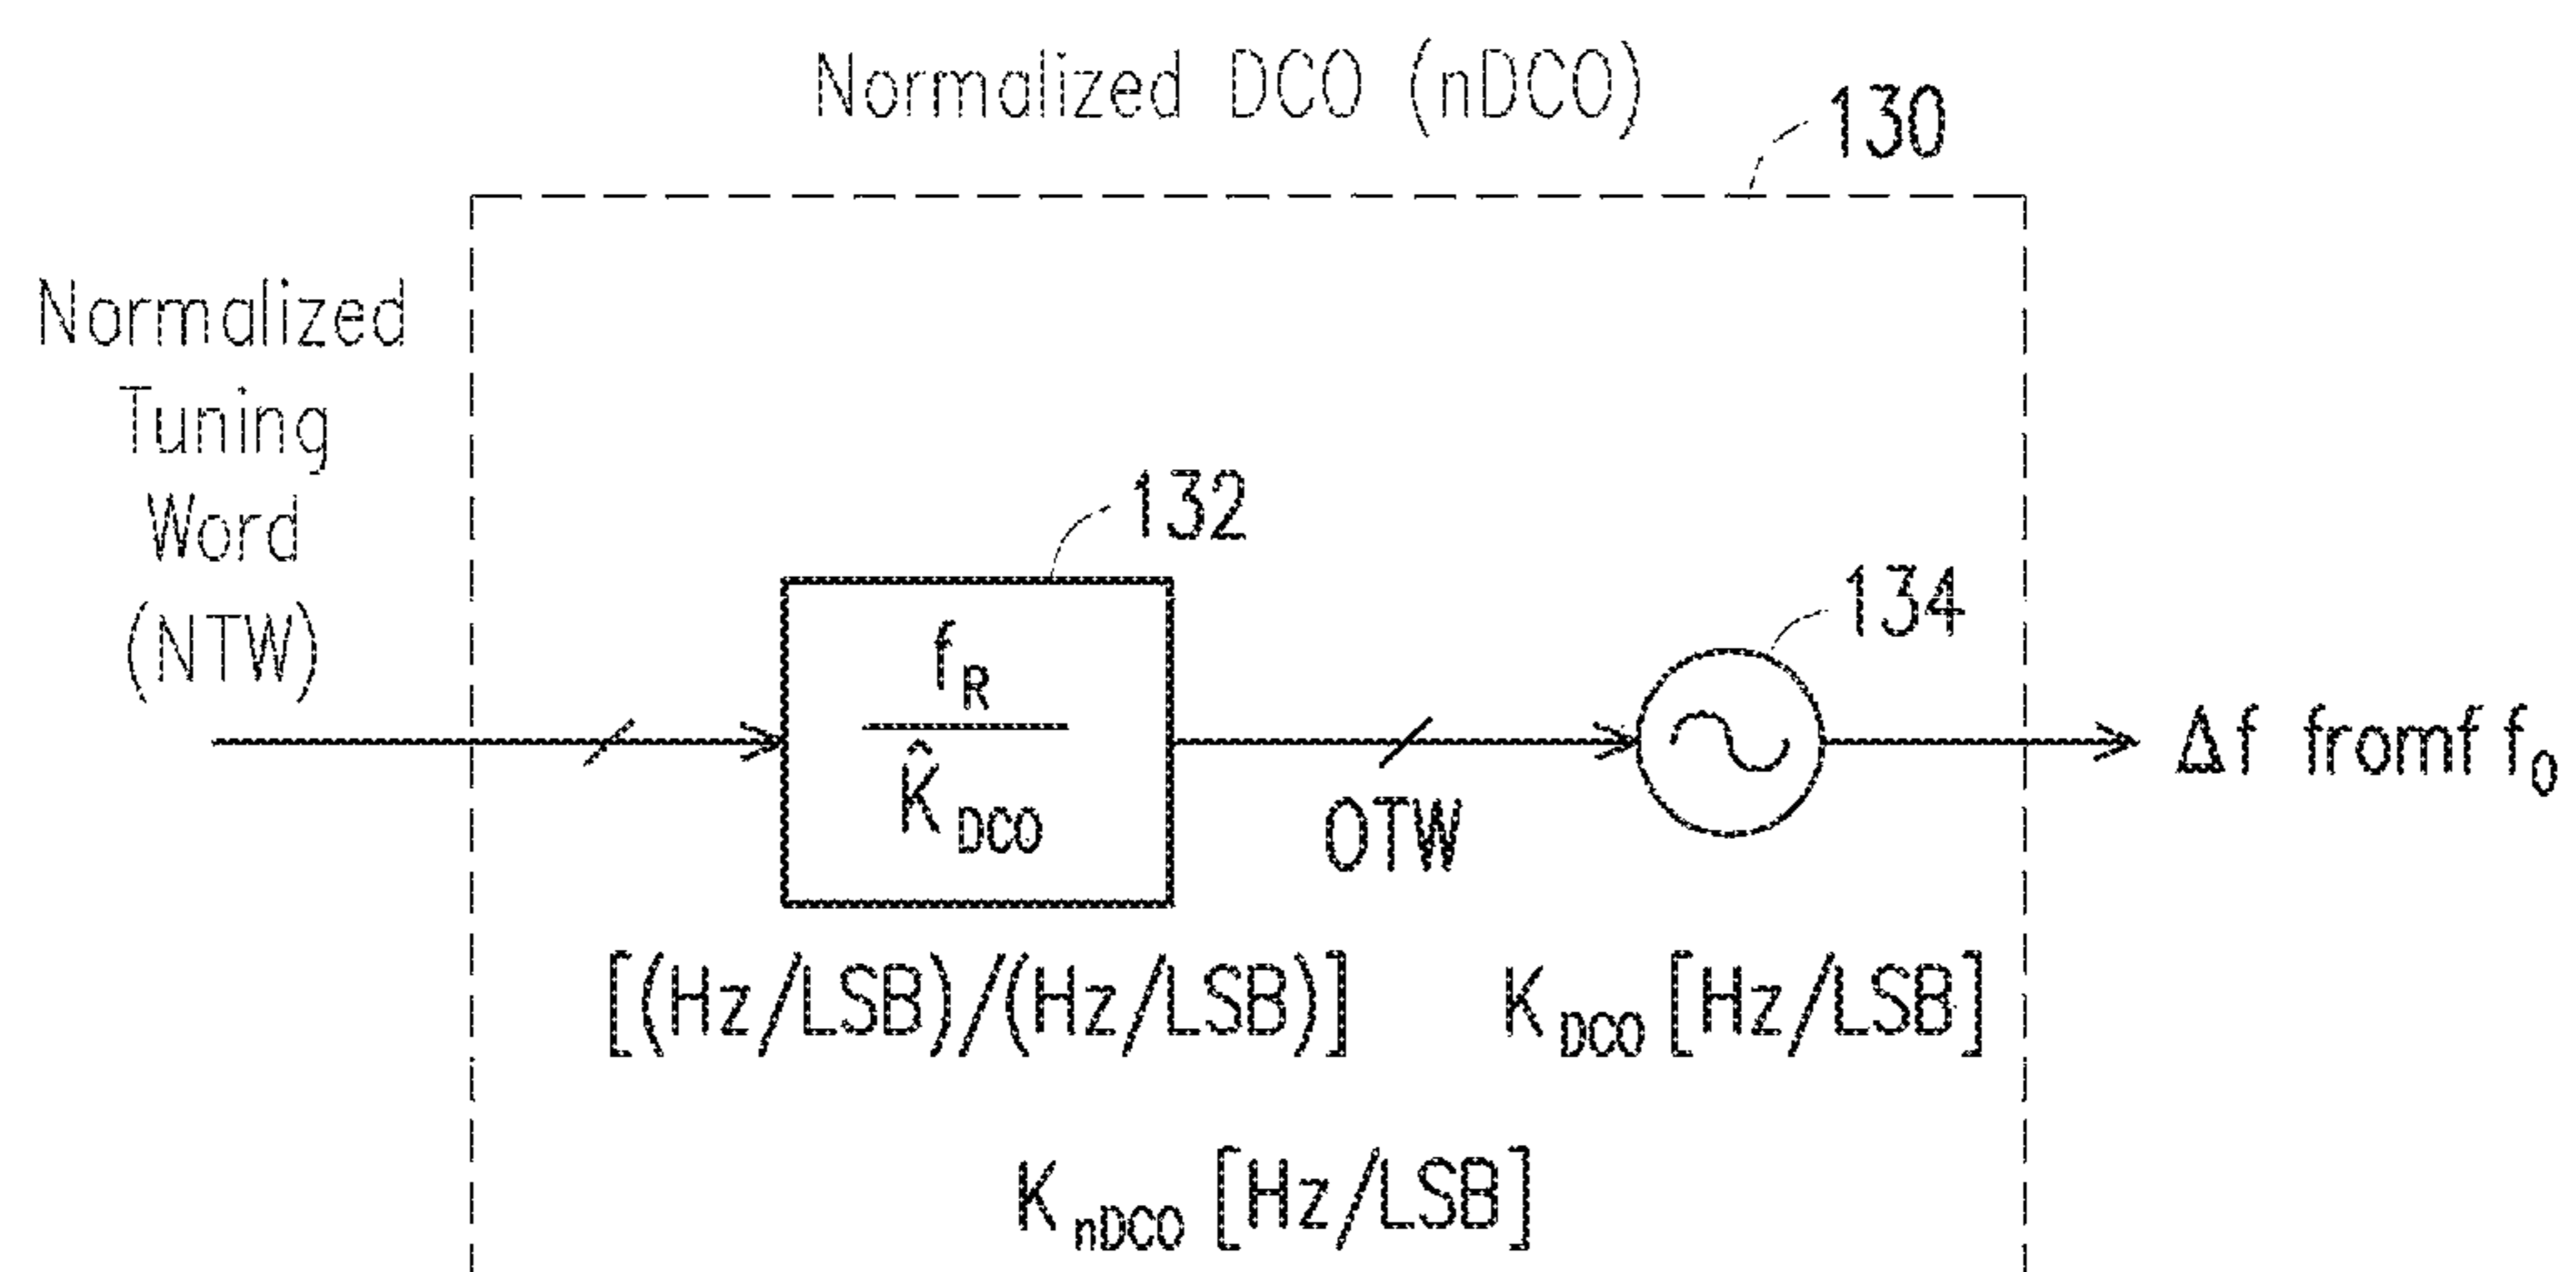 Normalized DCO (nDCO)
130
Normalized
Tuning
Word
(NTW)
132
f_R
K̂_DCO
134
OTW
Δf fromf f_0
[(Hz/LSB)/(Hz/LSB)]
K_DCO [Hz/LSB]
K_nDCO [Hz/LSB]